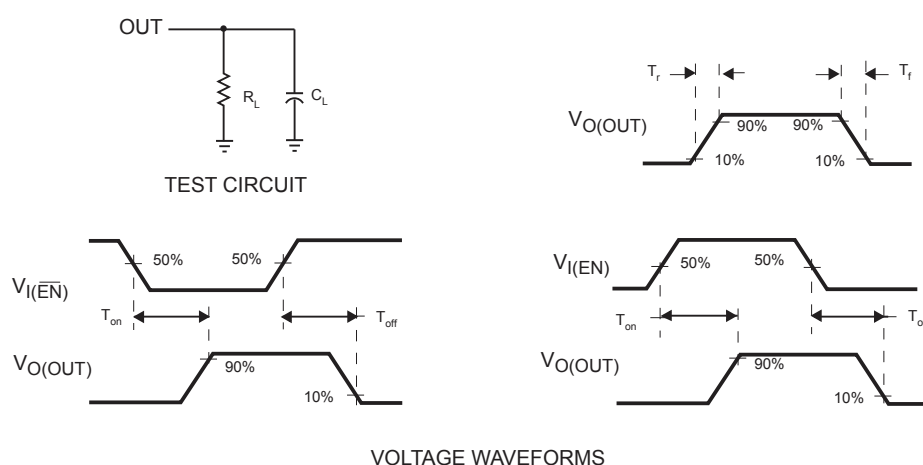 OUT
R_L
C_L
TEST CIRCUIT
T_r
T_f
V_O(OUT)
90%
90%
10%
10%
V_I(E̅N̅)
50%
50%
T_on
T_off
V_O(OUT)
90%
10%
V_I(EN)
50%
50%
T_on
V_O(OUT)
90%
10%
VOLTAGE WAVEFORMS